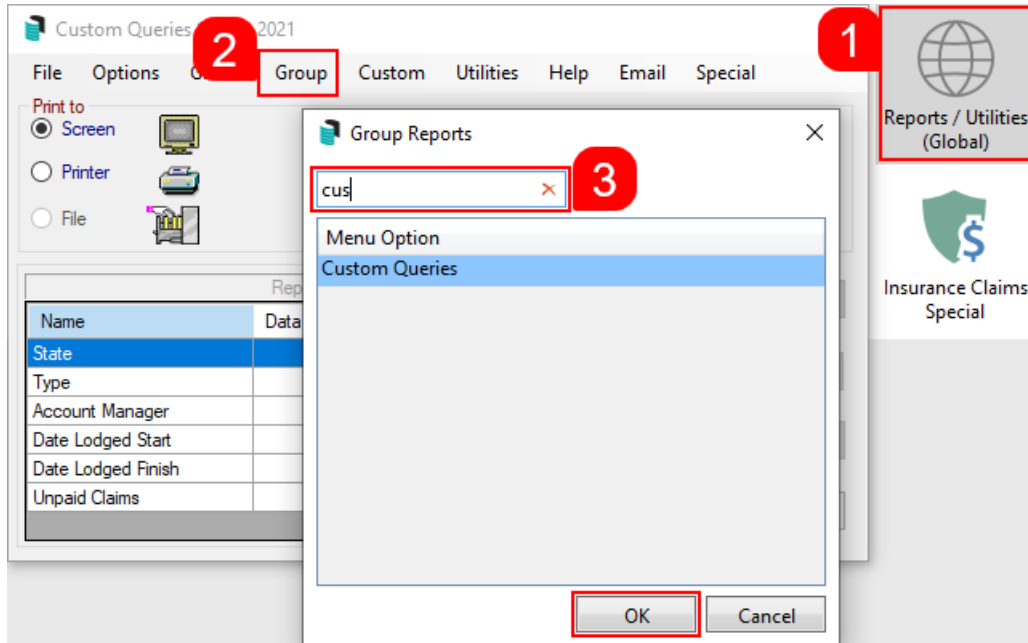 Custom Queries 2021
2
1
File Options Group Custom Utilities Help Email Special
Print to
Screen
Printer
File
Reports / Utilities
(Global)
Group Reports
cus
3
Menu Option
Custom Queries
Insurance Claims
Special
Rep
Name Data
State
Type
Account Manager
Date Lodged Start
Date Lodged Finish
Unpaid Claims
OK Cancel